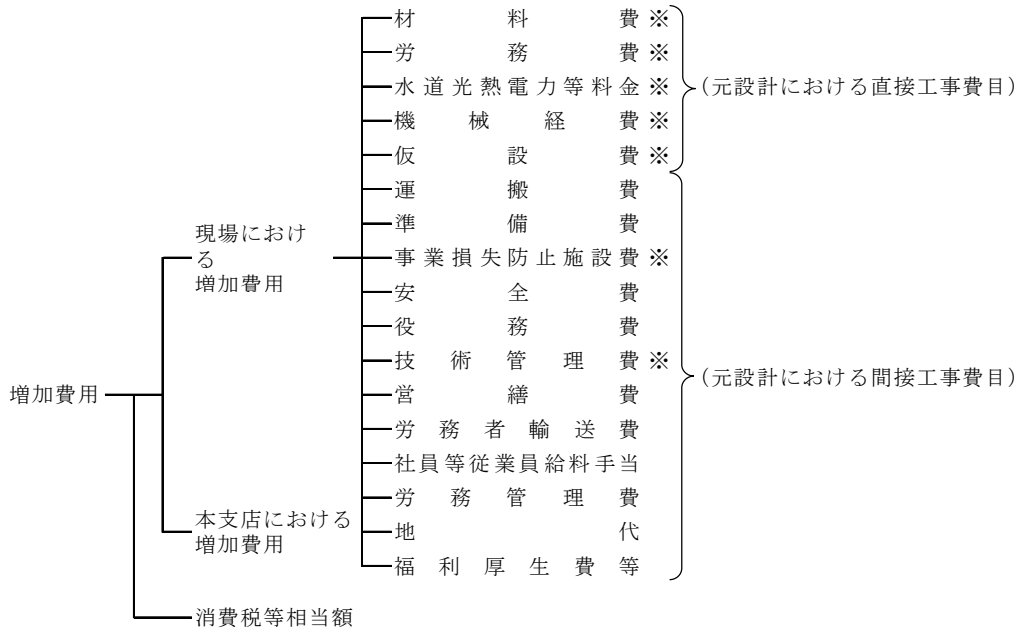 材料費※
労務費※
水道光熱電力等料金※
(元設計における直接工事費目)
機械経費※
仮設費※
運搬費
準備費
現場におけ
る
増加費用
事業損失防止施設費※
安全費
役務費
技術管理費※
(元設計における間接工事費目)
増加費用
営繕費
労務者輸送費
社員等従業員給料手当
労務管理費
本支店における
増加費用
地代
福利厚生費等
消費税等相当額